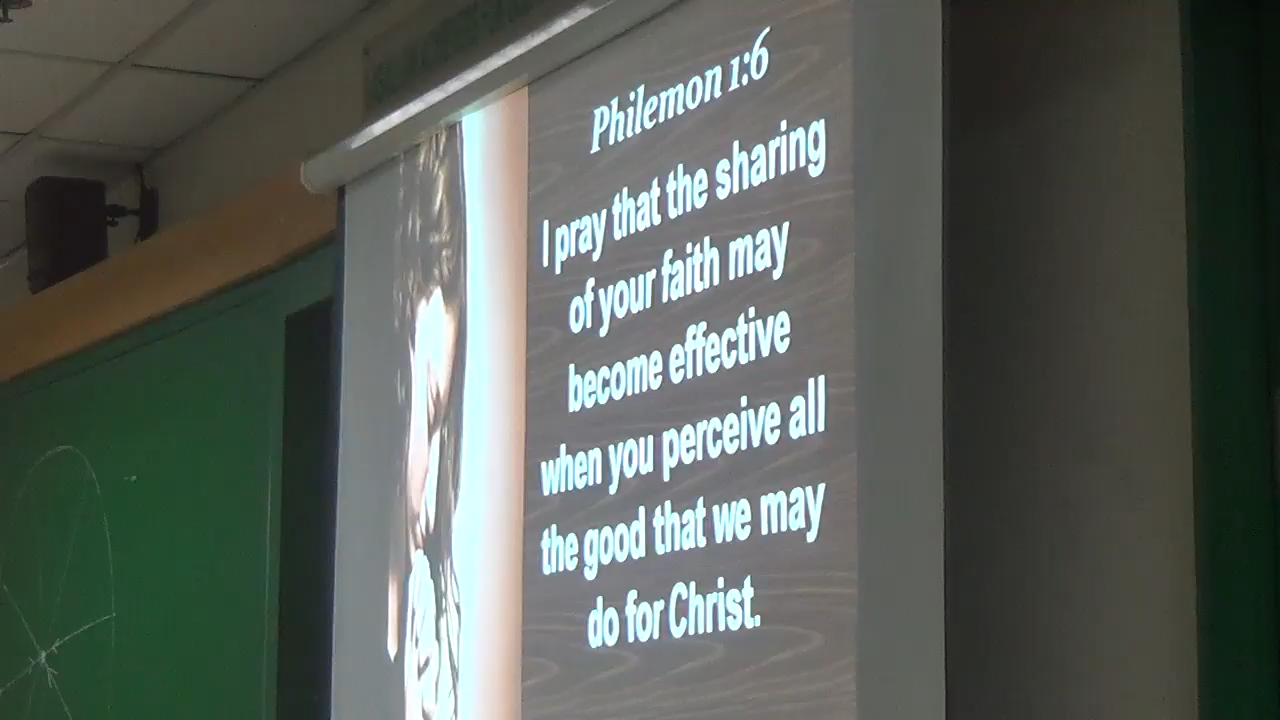 Philemon 1:6
I pray that the sharing
of your faith may
become effective
when you perceive all
the good that we may
do for Christ.